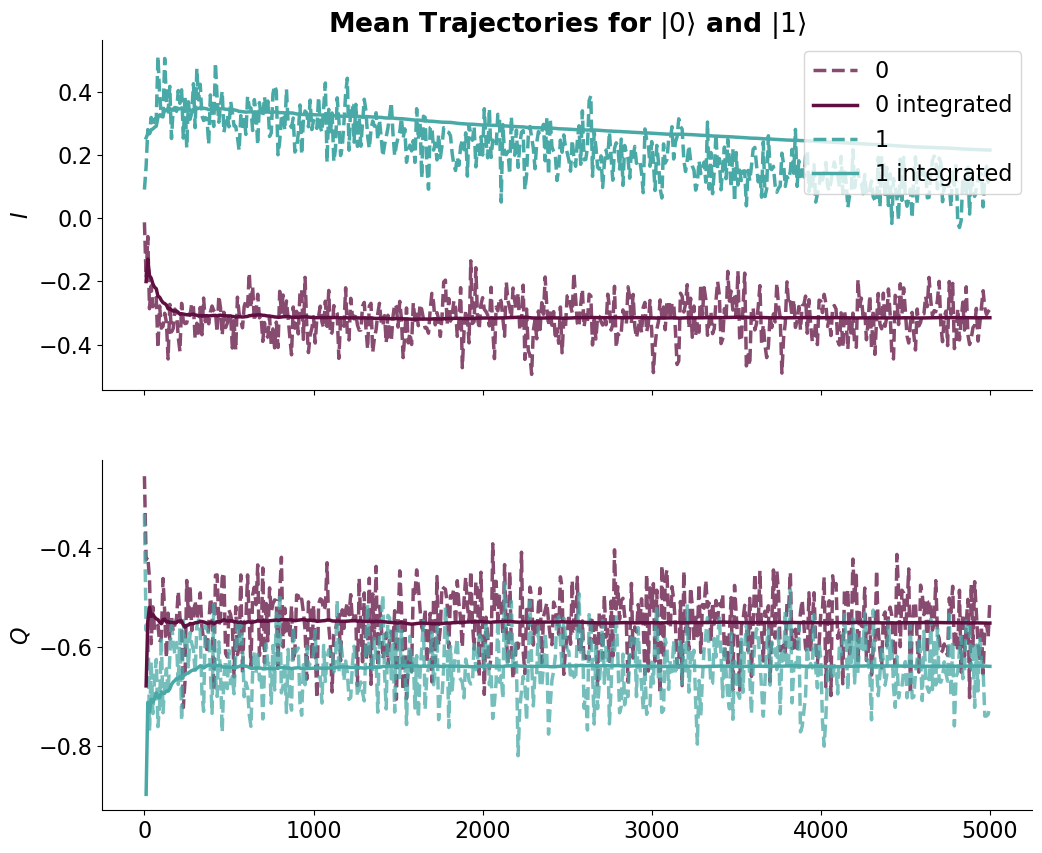 Mean Trajectories for |0⟩ and |1⟩
0.4
0.2
0.0
−0.2
−0.4
I
0
0 integrated
1
1 integrated
−0.4
−0.6
−0.8
Q
0 1000 2000 3000 4000 5000